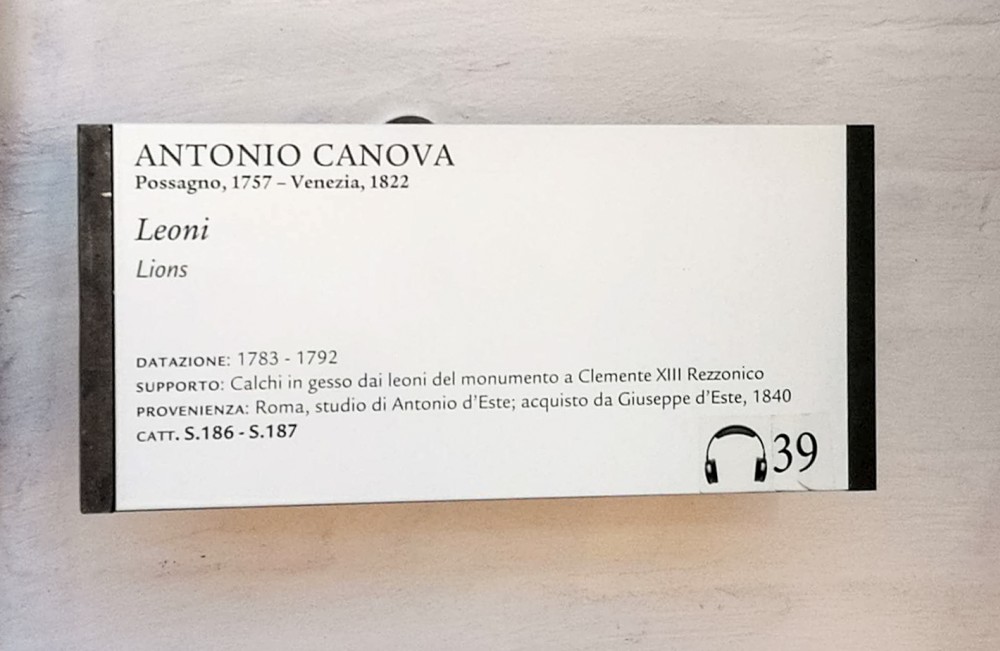 ANTONIO CANOVA
Possagno, 1757 – Venezia, 1822
Leoni
Lions
DATAZIONE: 1783 - 1792
SUPPORTO: Calchi in gesso dai leoni del monumento a Clemente XIII Rezzonico
PROVENIENZA: Roma, studio di Antonio d'Este; acquisto da Giuseppe d'Este, 1840
CATT. S.186 - S.187
39